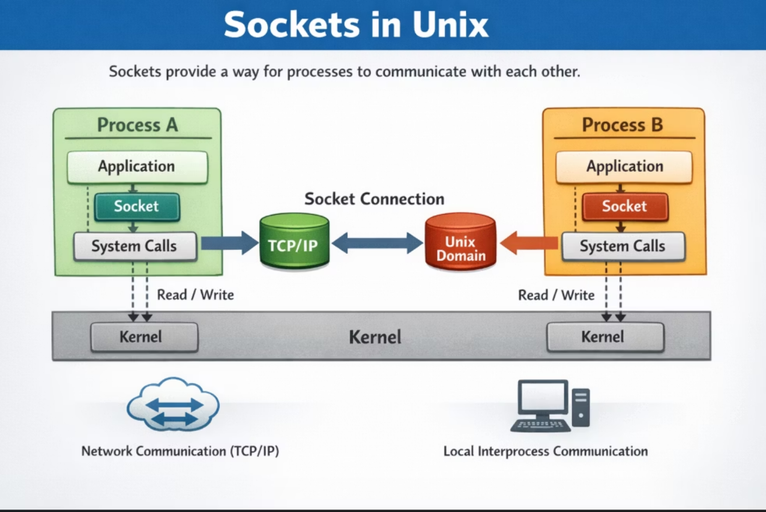 Sockets in Unix
Sockets provide a way for processes to communicate with each other.
Process A
Application
Socket
System Calls
Read / Write
Socket Connection
TCP/IP
Unix
Domain
Process B
Application
Socket
System Calls
Read / Write
Kernel
Kernel
Kernel
Network Communication (TCP/IP)
Local Interprocess Communication